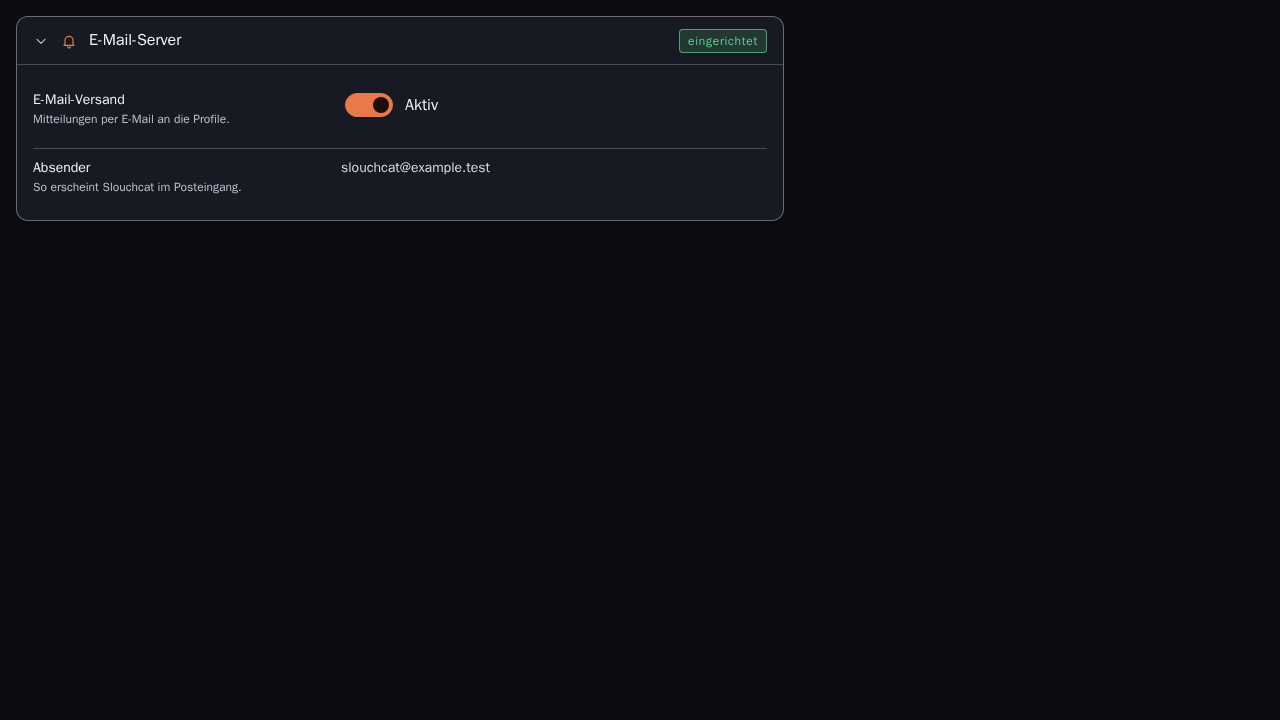 E-Mail-Server
eingerichtet
E-Mail-Versand
Mitteilungen per E-Mail an die Profile.
Aktiv
Absender
So erscheint Slouchcat im Posteingang.
slouchcat@example.test